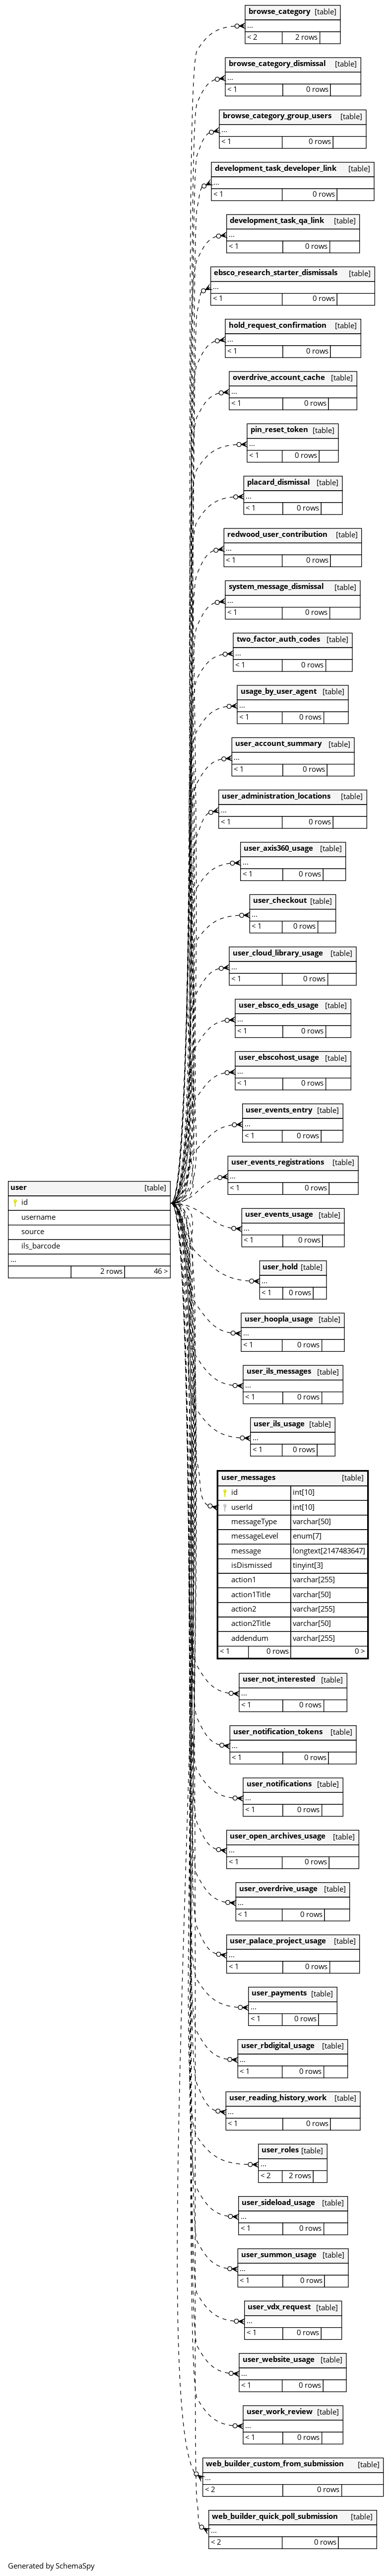 browse_category [table]
...
< 2 2 rows
browse_category_dismissal [table]
...
< 1 0 rows
browse_category_group_users [table]
...
< 1 0 rows
development_task_developer_link [table]
...
< 1 0 rows
development_task_qa_link [table]
...
< 1 0 rows
ebsco_research_starter_dismissals [table]
...
< 1 0 rows
hold_request_confirmation [table]
...
< 1 0 rows
overdrive_account_cache [table]
...
< 1 0 rows
pin_reset_token [table]
...
< 1 0 rows
placard_dismissal [table]
...
< 1 0 rows
redwood_user_contribution [table]
...
< 1 0 rows
system_message_dismissal [table]
...
< 1 0 rows
two_factor_auth_codes [table]
...
< 1 0 rows
usage_by_user_agent [table]
...
< 1 0 rows
user_account_summary [table]
...
< 1 0 rows
user_administration_locations [table]
...
< 1 0 rows
user_axis360_usage [table]
...
< 1 0 rows
user_checkout [table]
...
< 1 0 rows
user_cloud_library_usage [table]
...
< 1 0 rows
user_ebsco_eds_usage [table]
...
< 1 0 rows
user_ebscohost_usage [table]
...
< 1 0 rows
user_events_entry [table]
...
< 1 0 rows
user_events_registrations [table]
...
< 1 0 rows
user [table]
id
username
source
ils_barcode
...
2 rows 46 >
user_events_usage [table]
...
< 1 0 rows
user_hold [table]
...
< 1 0 rows
user_hoopla_usage [table]
...
< 1 0 rows
user_ils_messages [table]
...
< 1 0 rows
user_ils_usage [table]
...
< 1 0 rows
user_messages [table]
id int[10]
userId int[10]
messageType varchar[50]
messageLevel enum[7]
message longtext[2147483647]
isDismissed tinyint[3]
action1 varchar[255]
action1Title varchar[50]
action2 varchar[255]
action2Title varchar[50]
addendum varchar[255]
< 1 0 rows 0 >
user_not_interested [table]
...
< 1 0 rows
user_notification_tokens [table]
...
< 1 0 rows
user_notifications [table]
...
< 1 0 rows
user_open_archives_usage [table]
...
< 1 0 rows
user_overdrive_usage [table]
...
< 1 0 rows
user_palace_project_usage [table]
...
< 1 0 rows
user_payments [table]
...
< 1 0 rows
user_rbdigital_usage [table]
...
< 1 0 rows
user_reading_history_work [table]
...
< 1 0 rows
user_roles [table]
...
< 2 2 rows
user_sideload_usage [table]
...
< 1 0 rows
user_summon_usage [table]
...
< 1 0 rows
user_vdx_request [table]
...
< 1 0 rows
user_website_usage [table]
...
< 1 0 rows
user_work_review [table]
...
< 1 0 rows
web_builder_custom_from_submission [table]
...
< 2 0 rows
web_builder_quick_poll_submission [table]
...
< 2 0 rows
Generated by SchemaSpy